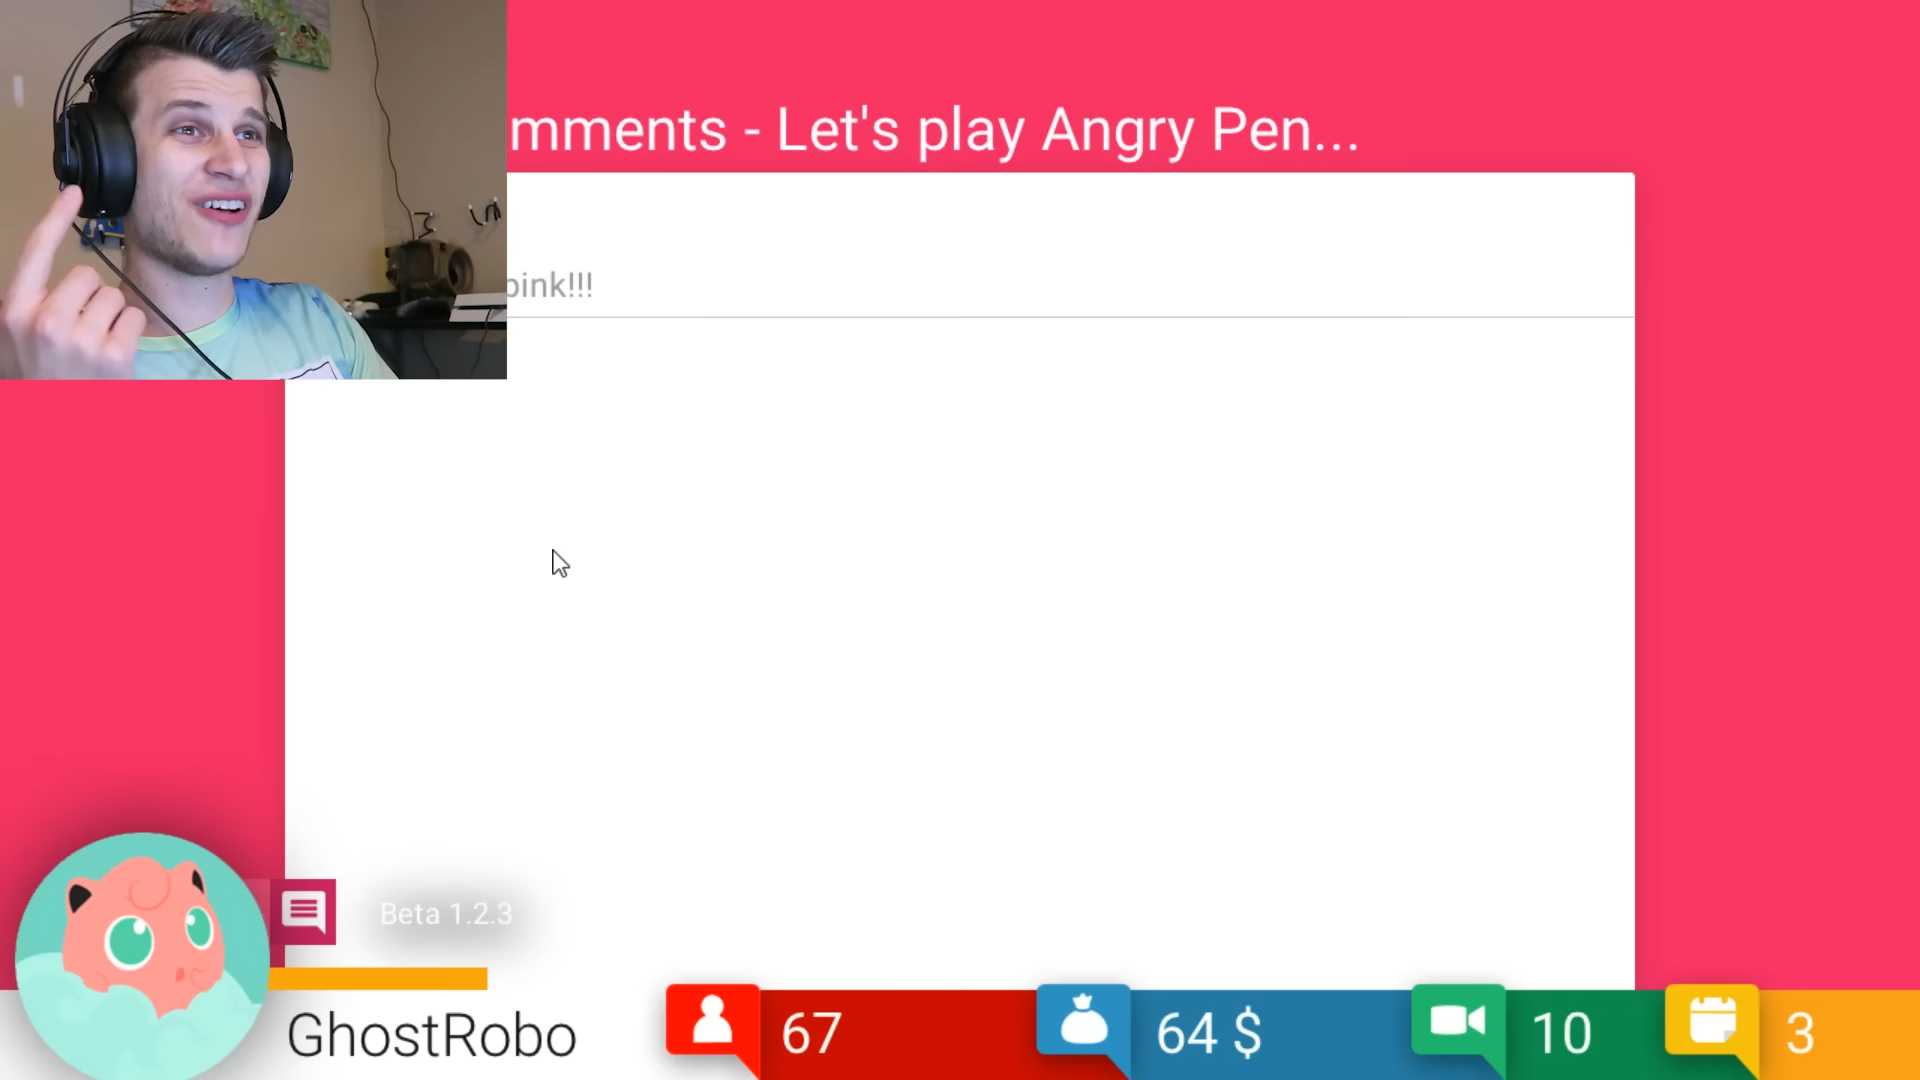 mments - Let's play Angry Pen...
pink!!!
Beta 1.2.3
GhostRobo
67
64 $
10
3